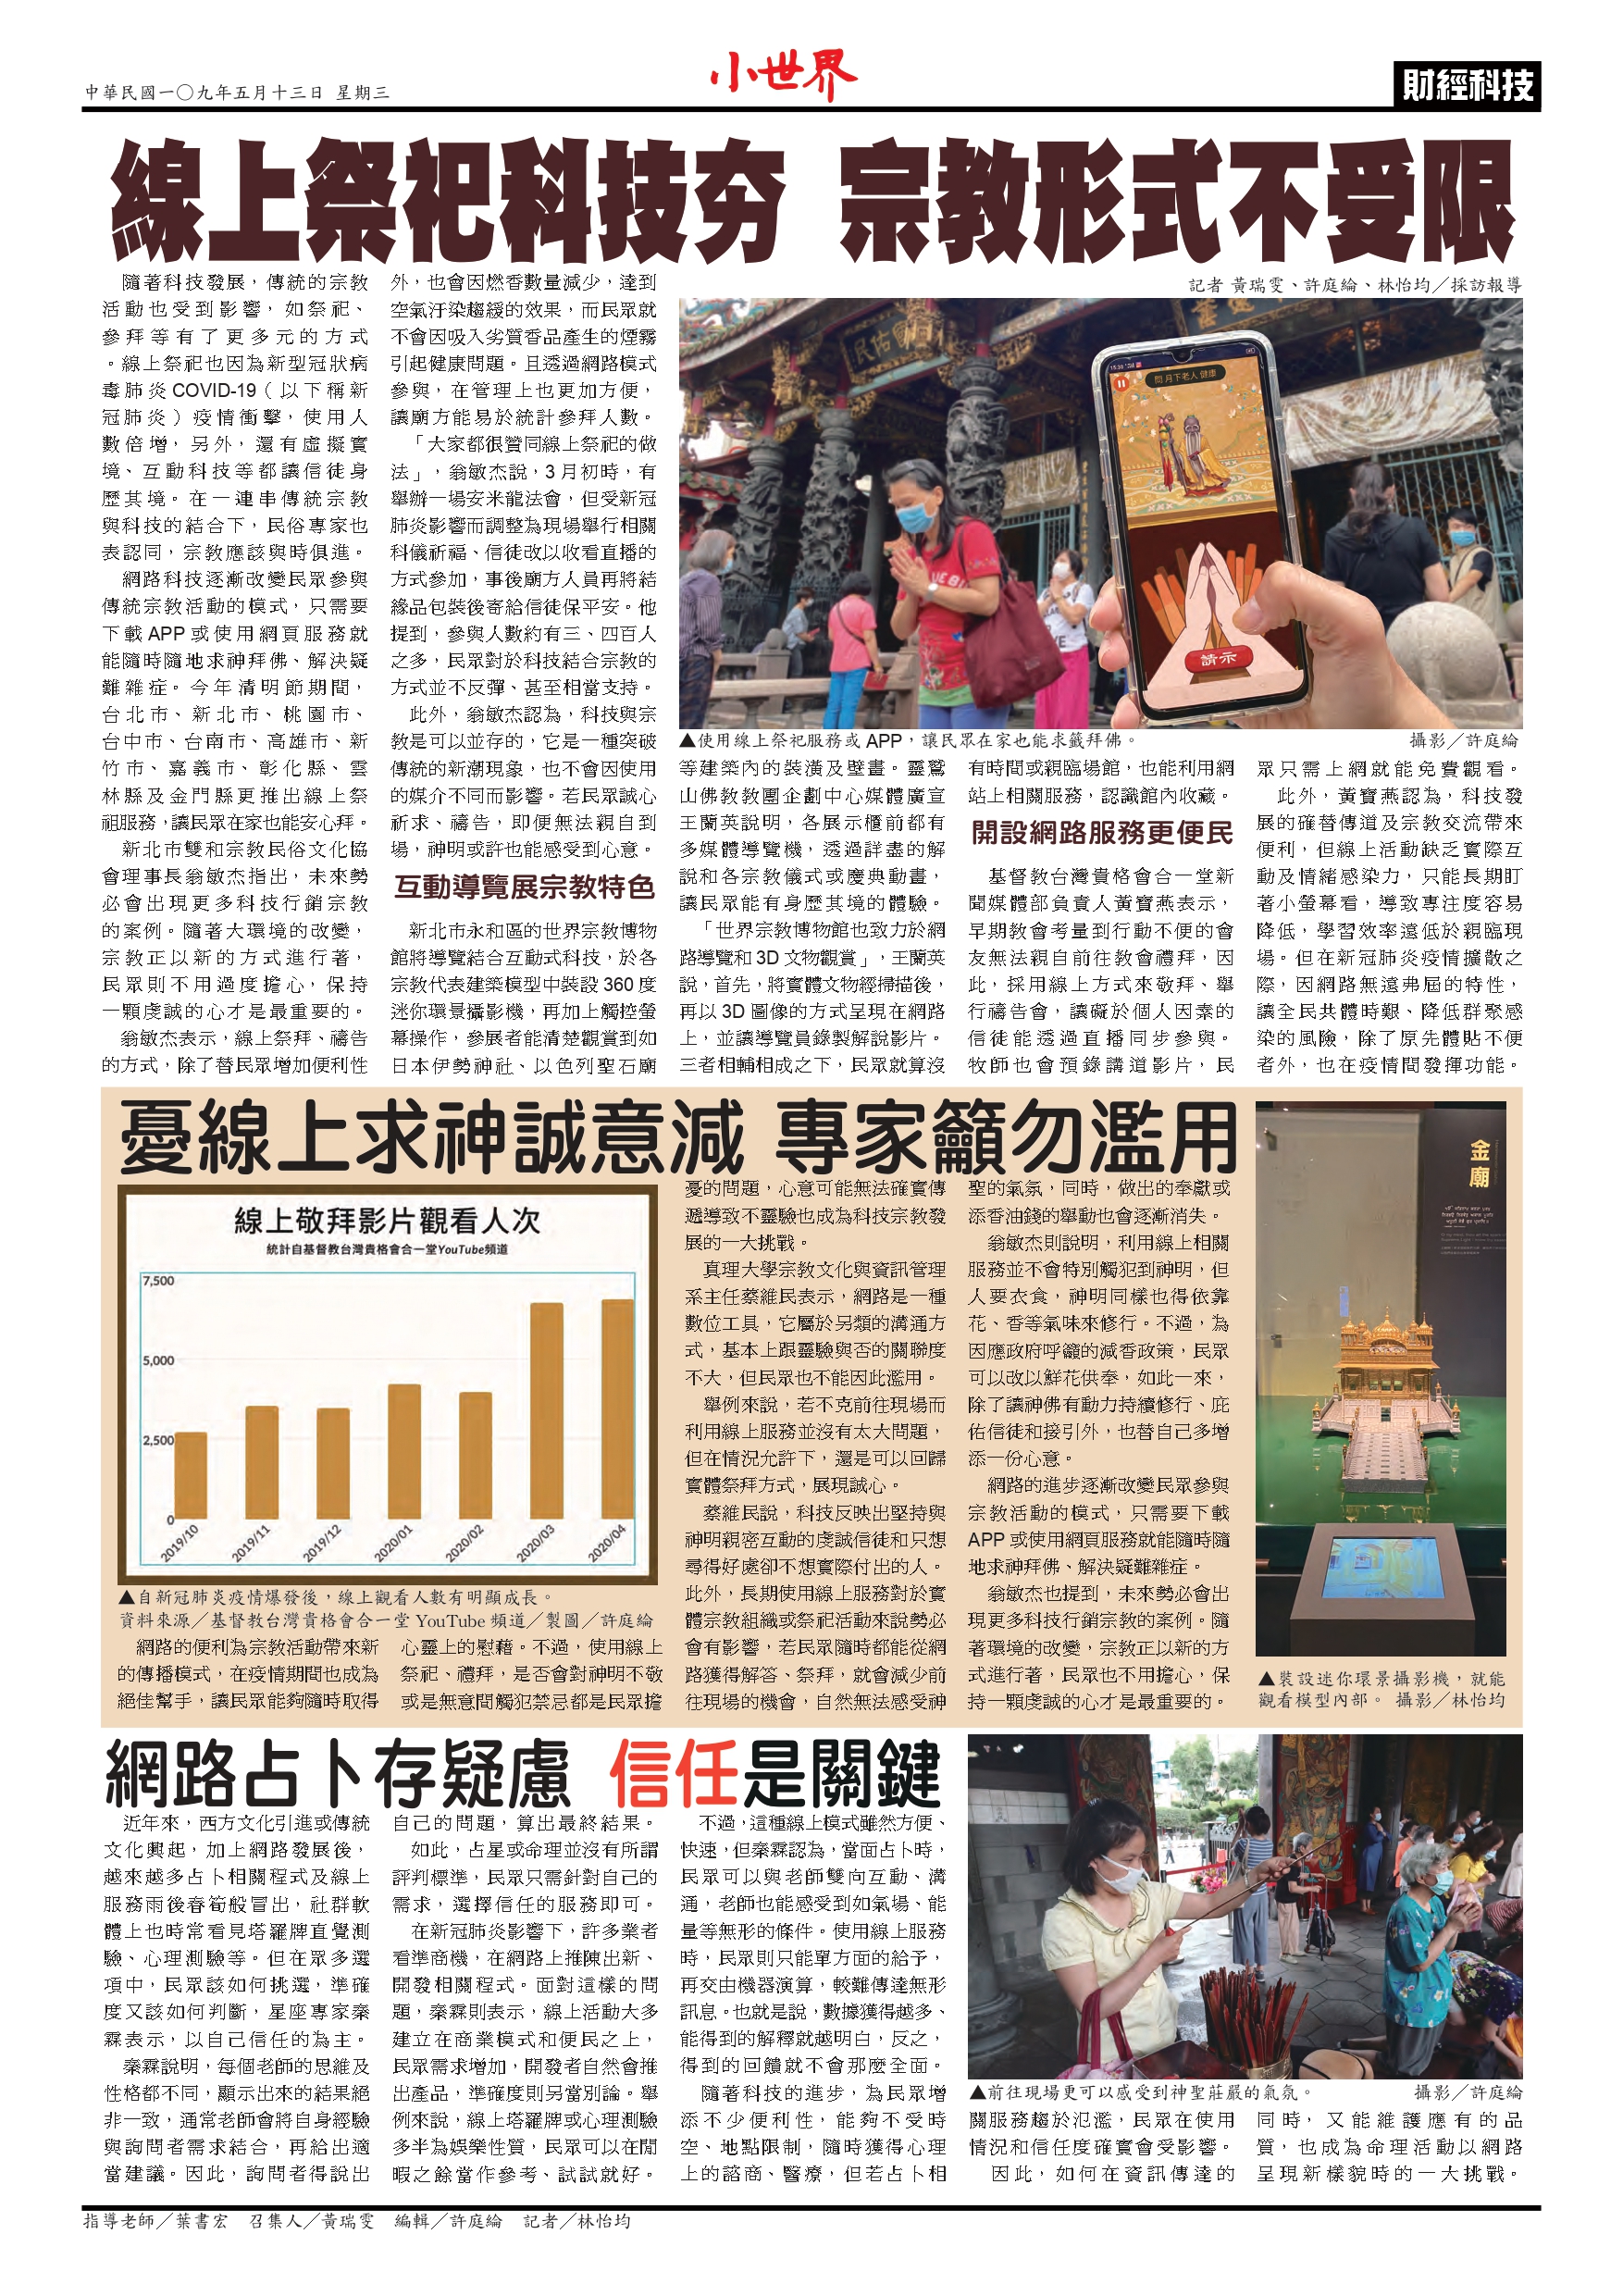 中華民國一○九年五月十三日 星期三
小世界
財經科技
線上祭祀科技夯 宗教形式不受限
記者 黃瑞雯、許庭綸、林怡均／採訪報導
隨著科技發展，傳統的宗教
活動也受到影響，如祭祀、
參拜等有了更多元的方式
。線上祭祀也因為新型冠狀病
毒肺炎 COVID-19（以下稱新
冠肺炎）疫情衝擊，使用人
數倍增，另外，還有虛擬實
境、互動科技等都讓信徒身
歷其境。在一連串傳統宗教
與科技的結合下，民俗專家也
表認同，宗教應該與時俱進。
網路科技逐漸改變民眾參與
傳統宗教活動的模式，只需要
下載 APP 或使用網頁服務就
能隨時隨地求神拜佛、解決疑
難雜症。今年清明節期間，
台北市、新北市、桃園市、
台中市、台南市、高雄市、新
竹市、嘉義市、彰化縣、雲
林縣及金門縣更推出線上祭
祖服務，讓民眾在家也能安心拜。
新北市雙和宗教民俗文化協
會理事長翁敏杰指出，未來勢
必會出現更多科技行銷宗教
的案例。隨著大環境的改變，
宗教正以新的方式進行著，
民眾則不用過度擔心，保持
一顆虔誠的心才是最重要的。
翁敏杰表示，線上祭拜、禱告
的方式，除了替民眾增加便利性
外，也會因燃香數量減少，達到
空氣汙染趨緩的效果，而民眾就
不會因吸入劣質香品產生的煙霧
引起健康問題。且透過網路模式
參與，在管理上也更加方便，
讓廟方能易於統計參拜人數。
「大家都很贊同線上祭祀的做
法」，翁敏杰說，3 月初時，有
舉辦一場安米龍法會，但受新冠
肺炎影響而調整為現場舉行相關
科儀祈福、信徒改以收看直播的
方式參加，事後廟方人員再將結
緣品包裝後寄給信徒保平安。他
提到，參與人數約有三、四百人
之多，民眾對於科技結合宗教的
方式並不反彈、甚至相當支持。
此外，翁敏杰認為，科技與宗
教是可以並存的，它是一種突破
傳統的新潮現象，也不會因使用
的媒介不同而影響。若民眾誠心
祈求、禱告，即便無法親自到
場，神明或許也能感受到心意。
互動導覽展宗教特色
新北市永和區的世界宗教博物
館將導覽結合互動式科技，於各
宗教代表建築模型中裝設 360 度
迷你環景攝影機，再加上觸控螢
幕操作，參展者能清楚觀賞到如
日本伊勢神社、以色列聖石廟
問 月下老人 健康
請示
▲使用線上祭祀服務或 APP，讓民眾在家也能求籤拜佛。
攝影／許庭綸
等建築內的裝潢及壁畫。靈鷲
山佛教教團企劃中心媒體廣宣
王蘭英說明，各展示櫃前都有
多媒體導覽機，透過詳盡的解
說和各宗教儀式或慶典動畫，
讓民眾能有身歷其境的體驗。
「世界宗教博物館也致力於網
路導覽和 3D 文物觀賞」，王蘭英
說，首先，將實體文物經掃描後，
再以 3D 圖像的方式呈現在網路
上，並讓導覽員錄製解說影片。
三者相輔相成之下，民眾就算沒
有時間或親臨場館，也能利用網
站上相關服務，認識館內收藏。
開設網路服務更便民
基督教台灣貴格會合一堂新
聞媒體部負責人黃寶燕表示，
早期教會考量到行動不便的會
友無法親自前往教會禮拜，因
此，採用線上方式來敬拜、舉
行禱告會，讓礙於個人因素的
信徒能透過直播同步參與。
牧師也會預錄講道影片，民
眾只需上網就能免費觀看。
此外，黃寶燕認為，科技發
展的確替傳道及宗教交流帶來
便利，但線上活動缺乏實際互
動及情緒感染力，只能長期盯
著小螢幕看，導致專注度容易
降低，學習效率遠低於親臨現
場。但在新冠肺炎疫情擴散之
際，因網路無遠弗屆的特性，
讓全民共體時艱、降低群聚感
染的風險，除了原先體貼不便
者外，也在疫情間發揮功能。
憂線上求神誠意減 專家籲勿濫用
線上敬拜影片觀看人次
統計自基督教台灣貴格會合一堂YouTube頻道
7,500
5,000
2,500
0
2019/10
2019/11
2019/12
2020/01
2020/02
2020/03
2020/04
▲自新冠肺炎疫情爆發後，線上觀看人數有明顯成長。
資料來源／基督教台灣貴格會合一堂 YouTube 頻道／製圖／許庭綸
網路的便利為宗教活動帶來新
的傳播模式，在疫情期間也成為
絕佳幫手，讓民眾能夠隨時取得
心靈上的慰藉。不過，使用線上
祭祀、禮拜，是否會對神明不敬
或是無意間觸犯禁忌都是民眾擔
憂的問題，心意可能無法確實傳
遞導致不靈驗也成為科技宗教發
展的一大挑戰。
真理大學宗教文化與資訊管理
系主任蔡維民表示，網路是一種
數位工具，它屬於另類的溝通方
式，基本上跟靈驗與否的關聯度
不大，但民眾也不能因此濫用。
舉例來說，若不克前往現場而
利用線上服務並沒有太大問題，
但在情況允許下，還是可以回歸
實體祭拜方式，展現誠心。
蔡維民說，科技反映出堅持與
神明親密互動的虔誠信徒和只想
尋得好處卻不想實際付出的人。
此外，長期使用線上服務對於實
體宗教組織或祭祀活動來說勢必
會有影響，若民眾隨時都能從網
路獲得解答、祭拜，就會減少前
往現場的機會，自然無法感受神
聖的氣氛，同時，做出的奉獻或
添香油錢的舉動也會逐漸消失。
翁敏杰則說明，利用線上相關
服務並不會特別觸犯到神明，但
人要衣食，神明同樣也得依靠
花、香等氣味來修行。不過，為
因應政府呼籲的減香政策，民眾
可以改以鮮花供奉，如此一來，
除了讓神佛有動力持續修行、庇
佑信徒和接引外，也替自己多增
添一份心意。
網路的進步逐漸改變民眾參與
宗教活動的模式，只需要下載
APP 或使用網頁服務就能隨時隨
地求神拜佛、解決疑難雜症。
翁敏杰也提到，未來勢必會出
現更多科技行銷宗教的案例。隨
著環境的改變，宗教正以新的方
式進行著，民眾也不用擔心，保
持一顆虔誠的心才是最重要的。
金廟
▲裝設迷你環景攝影機，就能
觀看模型內部。 攝影／林怡均
網路占卜存疑慮 信任是關鍵
近年來，西方文化引進或傳統
文化興起，加上網路發展後，
越來越多占卜相關程式及線上
服務雨後春筍般冒出，社群軟
體上也時常看見塔羅牌直覺測
驗、心理測驗等。但在眾多選
項中，民眾該如何挑選，準確
度又該如何判斷，星座專家秦
霖表示，以自己信任的為主。
秦霖說明，每個老師的思維及
性格都不同，顯示出來的結果絕
非一致，通常老師會將自身經驗
與詢問者需求結合，再給出適
當建議。因此，詢問者得說出
自己的問題，算出最終結果。
如此，占星或命理並沒有所謂
評判標準，民眾只需針對自己的
需求，選擇信任的服務即可。
在新冠肺炎影響下，許多業者
看準商機，在網路上推陳出新、
開發相關程式。面對這樣的問
題，秦霖則表示，線上活動大多
建立在商業模式和便民之上，
民眾需求增加，開發者自然會推
出產品，準確度則另當別論。舉
例來說，線上塔羅牌或心理測驗
多半為娛樂性質，民眾可以在閒
暇之餘當作參考、試試就好。
不過，這種線上模式雖然方便、
快速，但秦霖認為，當面占卜時，
民眾可以與老師雙向互動、溝
通，老師也能感受到如氣場、能
量等無形的條件。使用線上服務
時，民眾則只能單方面的給予，
再交由機器演算，較難傳達無形
訊息。也就是說，數據獲得越多、
能得到的解釋就越明白，反之，
得到的回饋就不會那麼全面。
隨著科技的進步，為民眾增
添不少便利性，能夠不受時
空、地點限制，隨時獲得心理
上的諮商、醫療，但若占卜相
▲前往現場更可以感受到神聖莊嚴的氣氛。
攝影／許庭綸
關服務趨於氾濫，民眾在使用
情況和信任度確實會受影響。
因此，如何在資訊傳達的
同時，又能維護應有的品
質，也成為命理活動以網路
呈現新樣貌時的一大挑戰。
指導老師／葉書宏 召集人／黃瑞雯 編輯／許庭綸 記者／林怡均